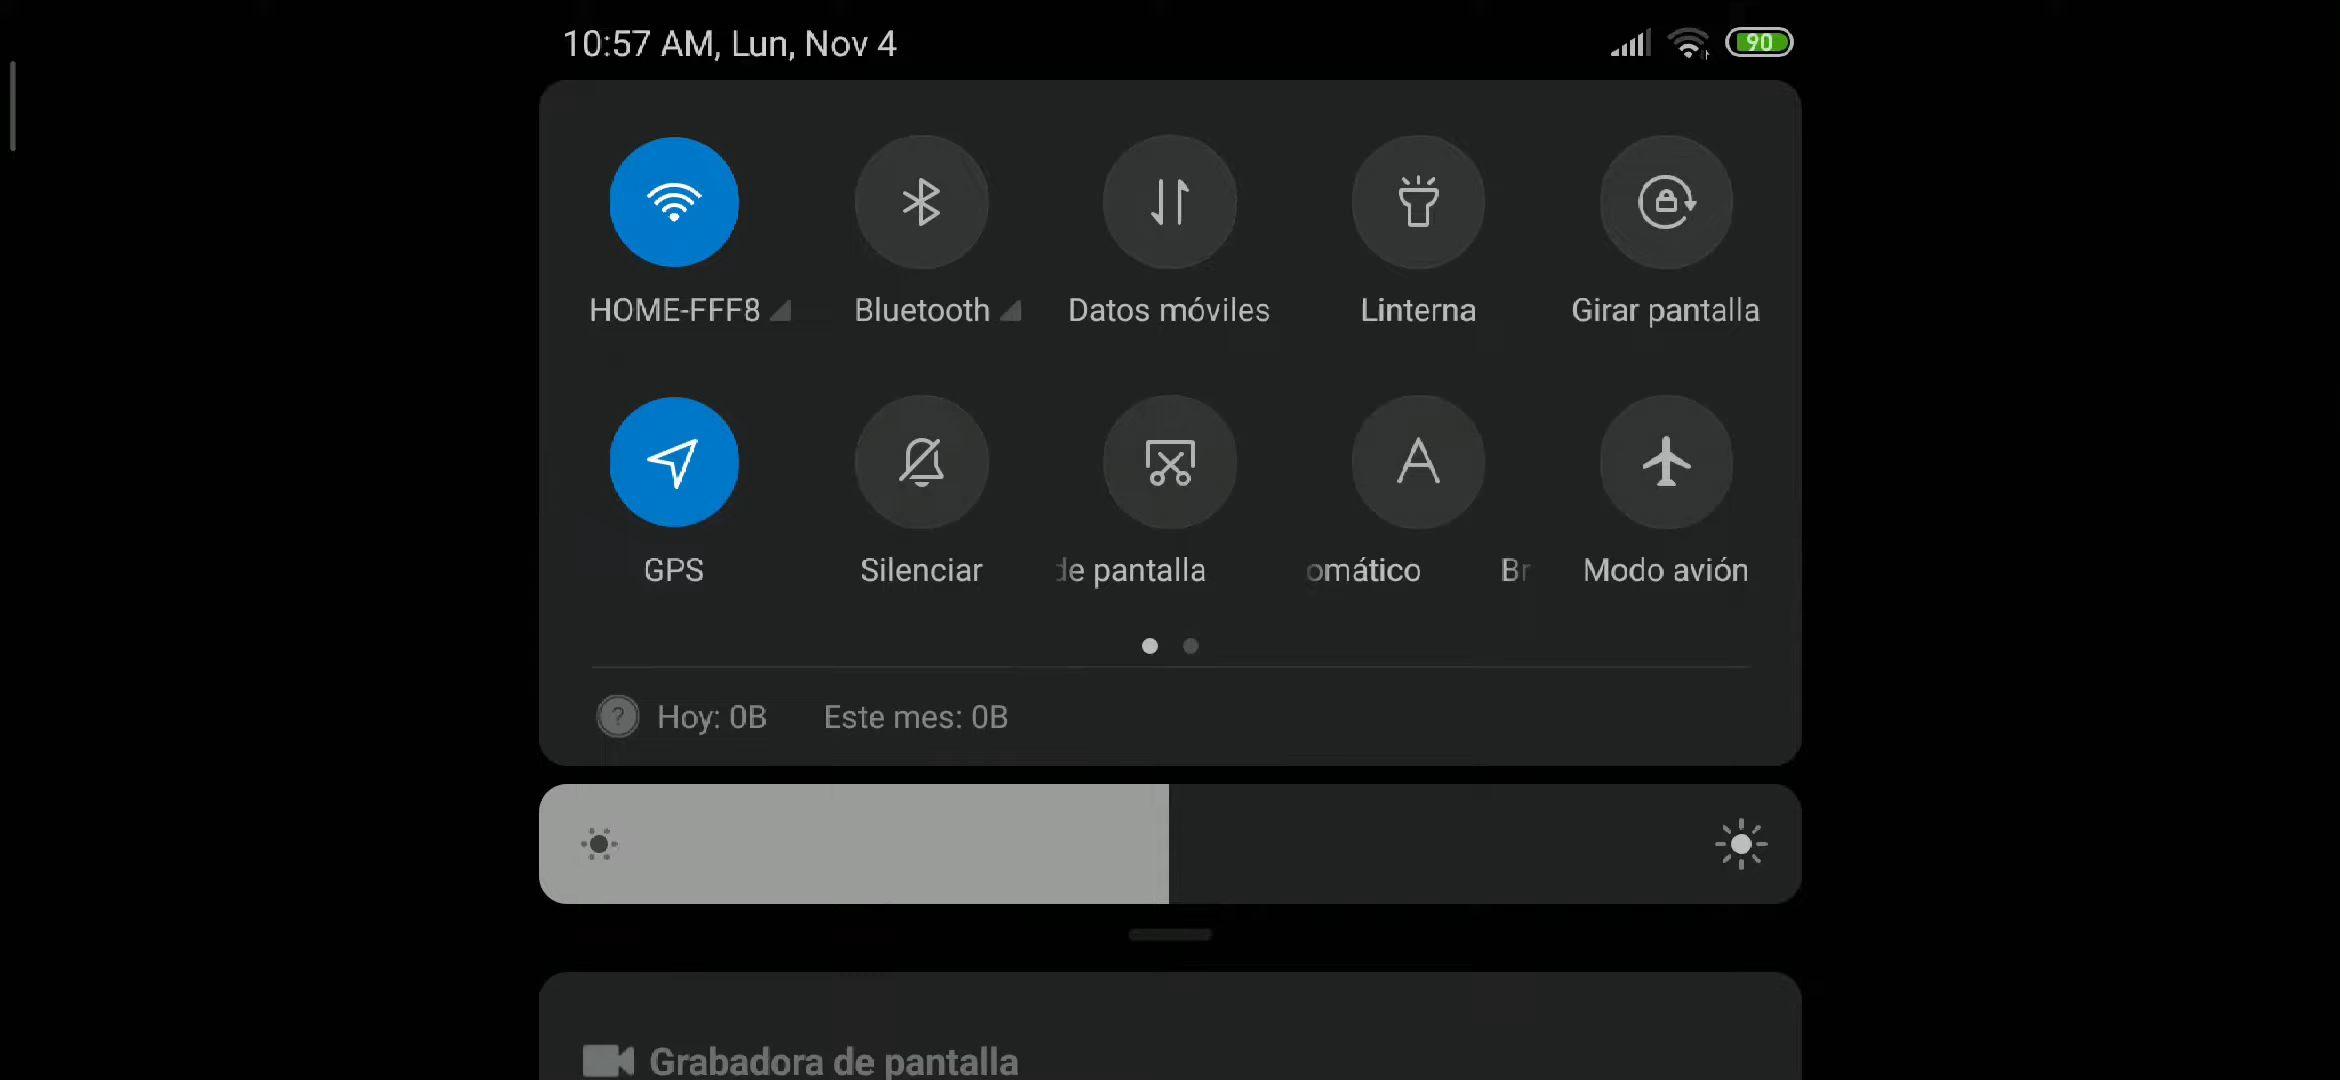 10:57 AM, Lun, Nov 4
90
HOME-FFF8 Bluetooth Datos móviles Linterna Girar pantalla
GPS Silenciar de pantalla omático Br Modo avión
Hoy: 0B Este mes: 0B
Grabadora de pantalla